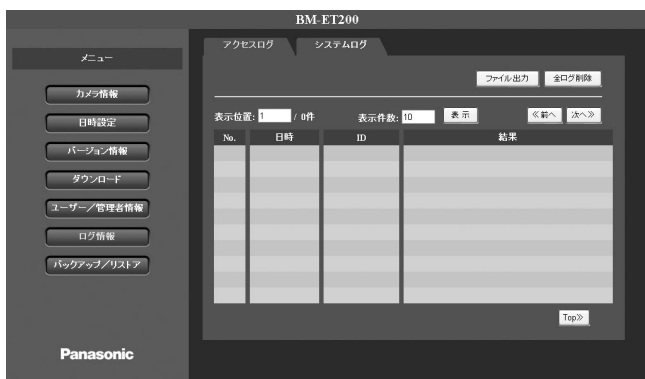 BM-ET200
メニュー
カメラ情報
日時設定
バージョン情報
ダウンロード
ユーザー／管理者情報
ログ情報
バックアップ／リストア
Panasonic
アクセスログ システムログ
ファイル出力 全ログ削除
表示位置: 1 / 0件 表示件数: 10 表示 ≪前へ 次へ≫
No. 日時 ID 結果
Top≫